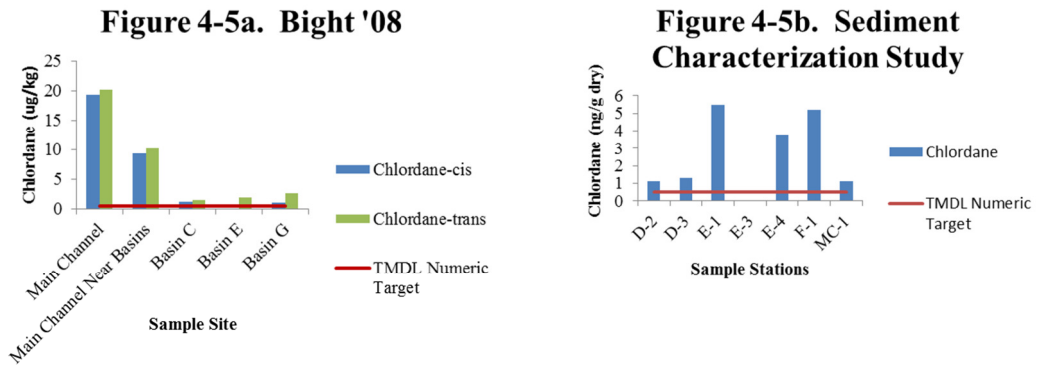 Figure 4-5a.  Bight '08
Chlordane (ug/kg)
25
20
15
10
5
0
Main Channel
Main Channel Near Basins
Basin C
Basin E
Basin G
Sample Site
Chlordane-cis
Chlordane-trans
TMDL Numeric
Target
Figure 4-5b.  Sediment
Characterization Study
Chlordane (ng/g dry)
6
5
4
3
2
1
0
D-2
D-3
E-1
E-3
E-4
F-1
MC-1
Sample Stations
Chlordane
TMDL Numeric
Target